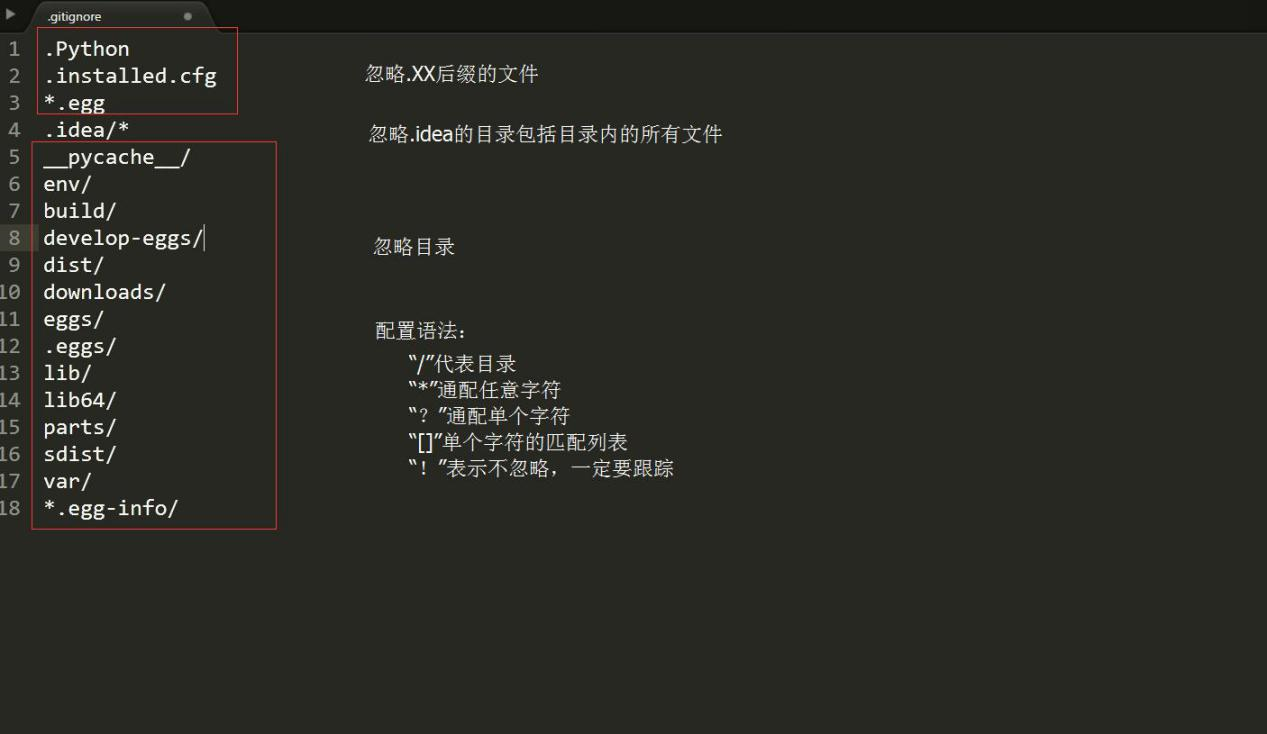 .gitignore
1 .Python
2 .installed.cfg
忽略.XX后缀的文件
3 *.egg
4 .idea/*
忽略.idea的目录包括目录内的所有文件
5 __pycache__/
6 env/
7 build/
8 develop-eggs/
忽略目录
9 dist/
10 downloads/
11 eggs/
配置语法：
12 .eggs/
“/”代表目录
13 lib/
“*”通配任意字符
14 lib64/
“？”通配单个字符
15 parts/
“[]”单个字符的匹配列表
16 sdist/
“！”表示不忽略，一定要跟踪
17 var/
18 *.egg-info/